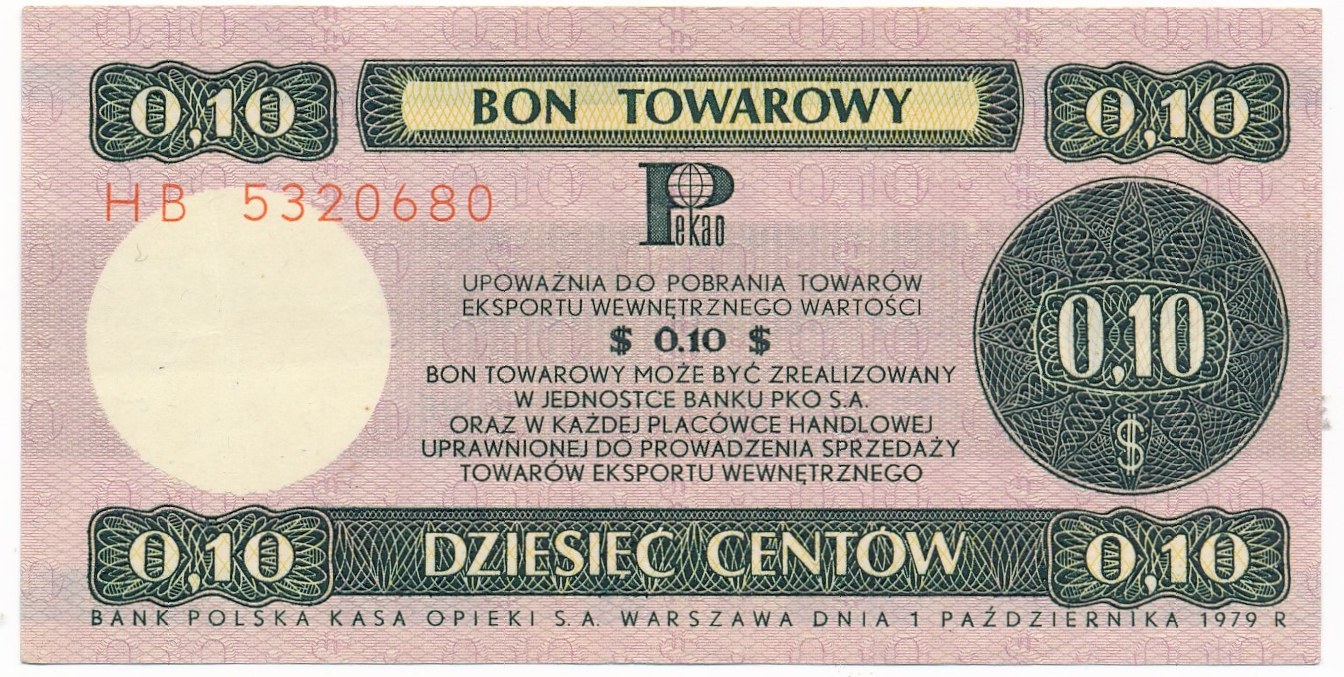 0,10 BON TOWAROWY 0,10
HB 5320680
Pekao
UPOWAŻNIA DO POBRANIA TOWARÓW
EKSPORTU WEWNĘTRZNEGO WARTOŚCI
$ 0.10 $
BON TOWAROWY MOŻE BYĆ ZREALIZOWANY
W JEDNOSTCE BANKU PKO S.A.
ORAZ W KAŻDEJ PLACÓWCE HANDLOWEJ
UPRAWNIONEJ DO PROWADZENIA SPRZEDAŻY
TOWARÓW EKSPORTU WEWNĘTRZNEGO
0,10
$
0,10 DZIESIĘĆ CENTÓW 0,10
BANK POLSKA KASA OPIEKI S.A. WARSZAWA DNIA 1 PAŹDZIERNIKA 1979 R